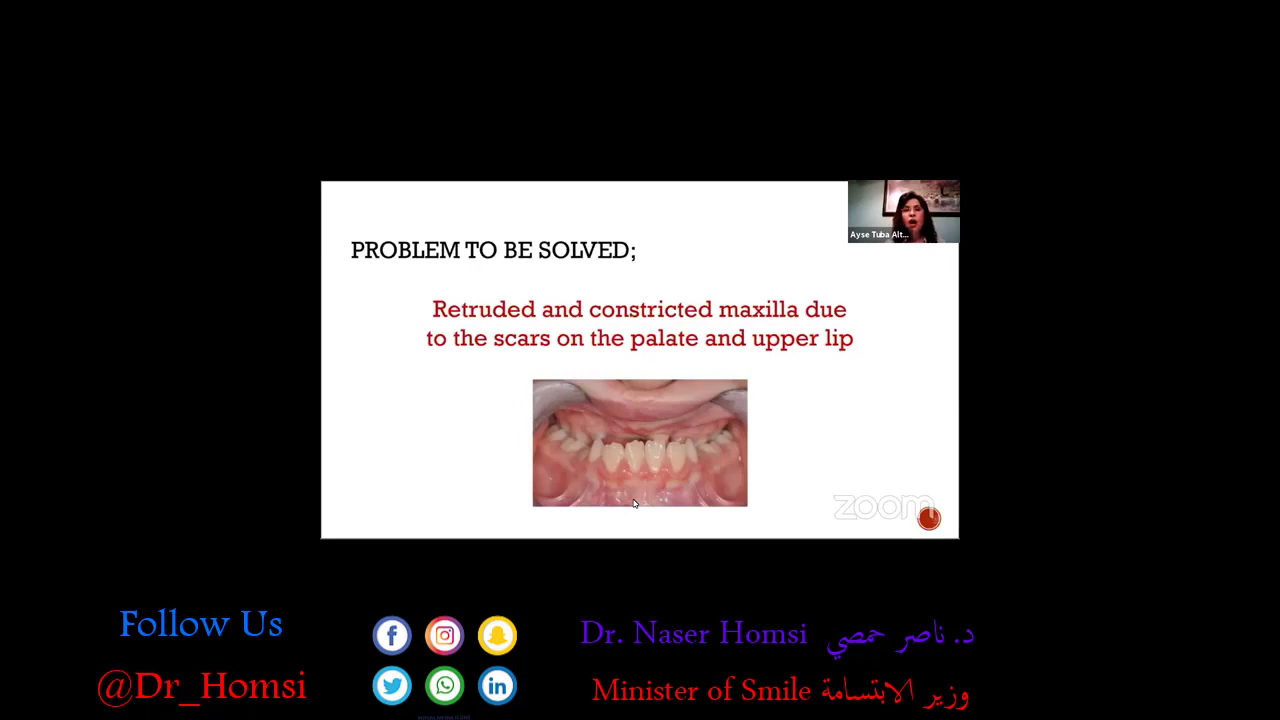 Ayse Tuba Alt...
PROBLEM TO BE SOLVED;
Retruded and constricted maxilla due
to the scars on the palate and upper lip
zoom
Follow Us
Dr. Naser Homsi د. ناصر حمصي
@Dr_Homsi
Minister of Smile وزير الابتسامة